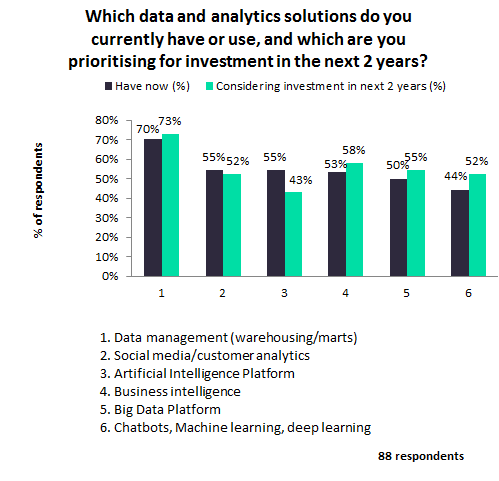 Which data and analytics solutions do you
currently have or use, and which are you
prioritising for investment in the next 2 years?
Have now (%) Considering investment in next 2 years (%)
% of respondents
80%
70%
60%
50%
40%
30%
20%
10%
0%
70% 73%
55% 52%
55% 43%
53% 58%
50% 55%
44% 52%
1 2 3 4 5 6
1. Data management (warehousing/marts)
2. Social media/customer analytics
3. Artificial Intelligence Platform
4. Business intelligence
5. Big Data Platform
6. Chatbots, Machine learning, deep learning
88 respondents